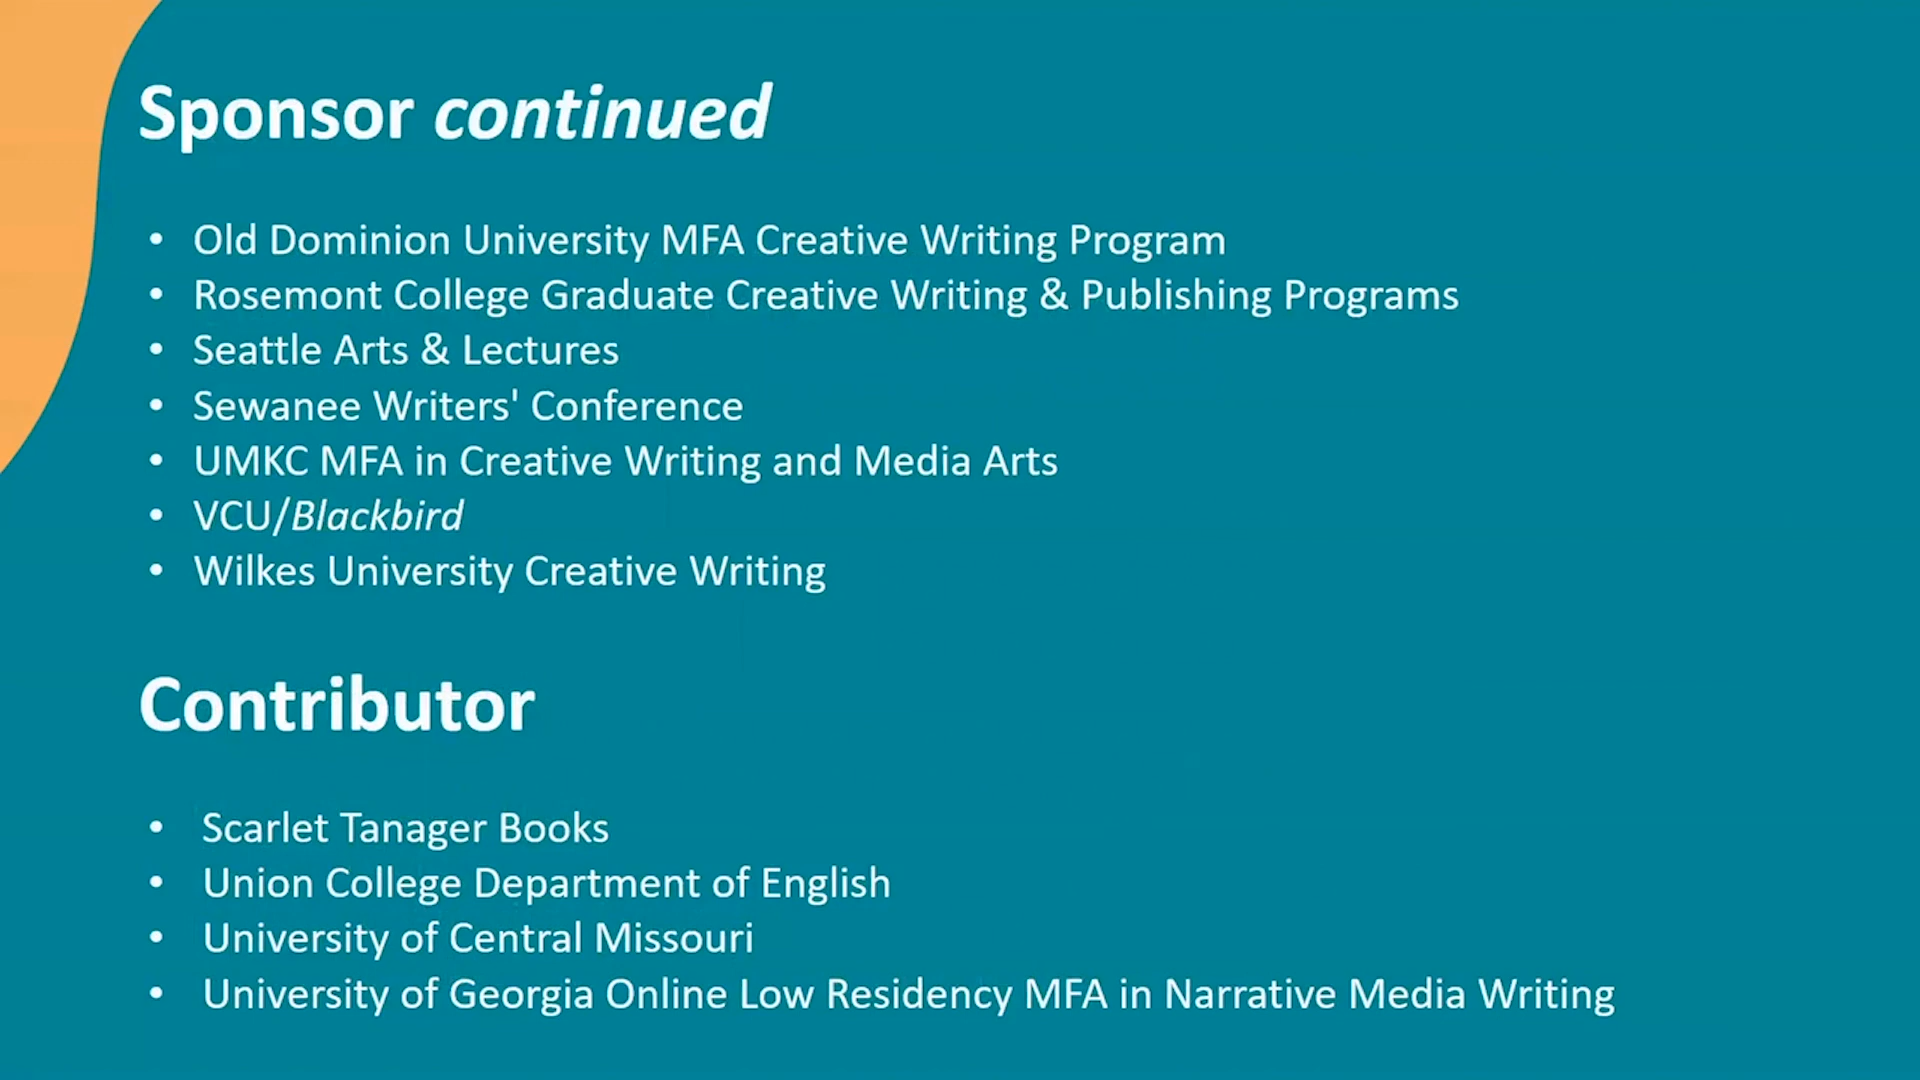 Sponsor continued
• Old Dominion University MFA Creative Writing Program
• Rosemont College Graduate Creative Writing & Publishing Programs
• Seattle Arts & Lectures
• Sewanee Writers' Conference
• UMKC MFA in Creative Writing and Media Arts
• VCU/Blackbird
• Wilkes University Creative Writing
Contributor
• Scarlet Tanager Books
• Union College Department of English
• University of Central Missouri
• University of Georgia Online Low Residency MFA in Narrative Media Writing